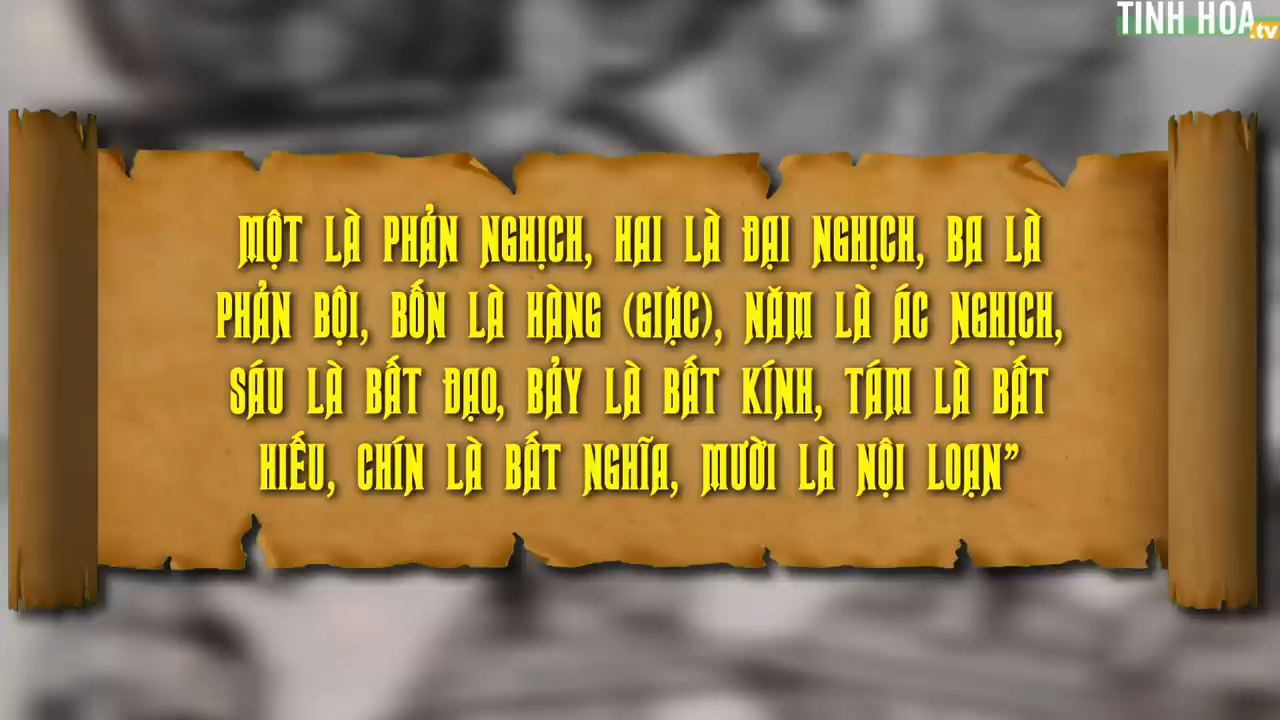 TINH HOA
.tv
MỘT LÀ PHẢN NGHỊCH, HAI LÀ ĐẠI NGHỊCH, BA LÀ
PHẢN BỘI, BỐN LÀ HÀNG (GIẶC), NĂM LÀ ÁC NGHỊCH,
SÁU LÀ BẤT ĐẠO, BẢY LÀ BẤT KÍNH, TÁM LÀ BẤT
HIẾU, CHÍN LÀ BẤT NGHĨA, MƯỜI LÀ NỘI LOẠN”